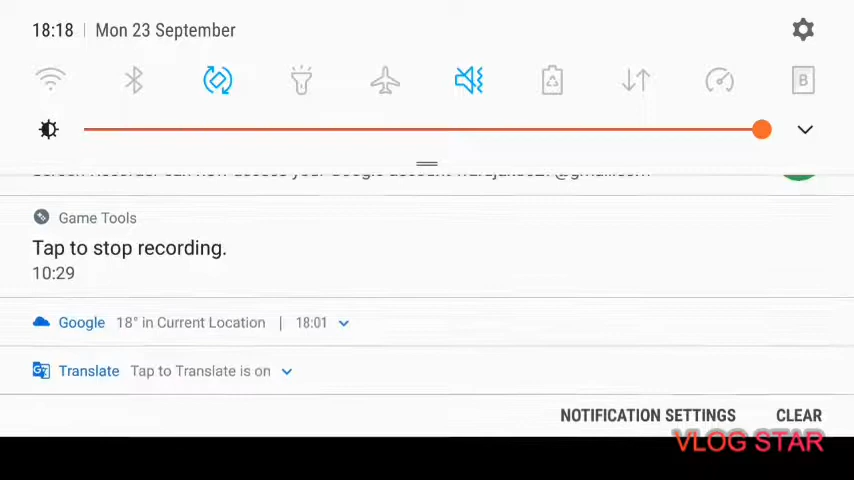 18:18 | Mon 23 September
B
Game Tools
Tap to stop recording.
10:29
Google 18° in Current Location | 18:01
Translate Tap to Translate is on
NOTIFICATION SETTINGS CLEAR
VLOG STAR